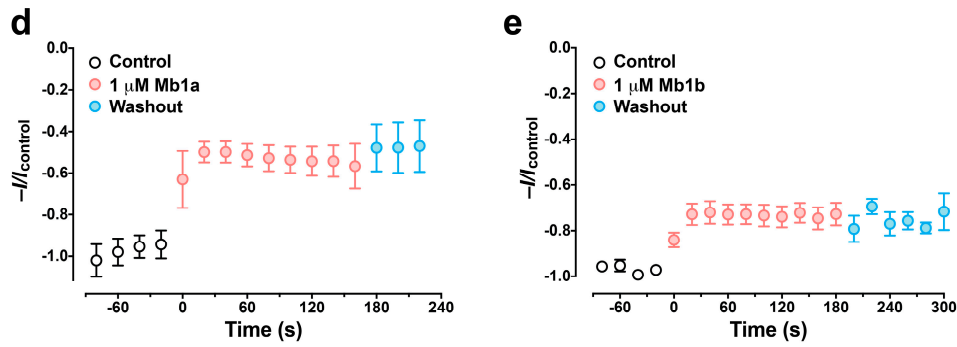 d
0.0
-0.2
-0.4
-0.6
-0.8
-1.0
–I/Icontrol
Control
1 μM Mb1a
Washout
-60
0
60
120
180
240
Time (s)
e
0.0
-0.2
-0.4
-0.6
-0.8
-1.0
–I/Icontrol
Control
1 μM Mb1b
Washout
-60
0
60
120
180
240
300
Time (s)